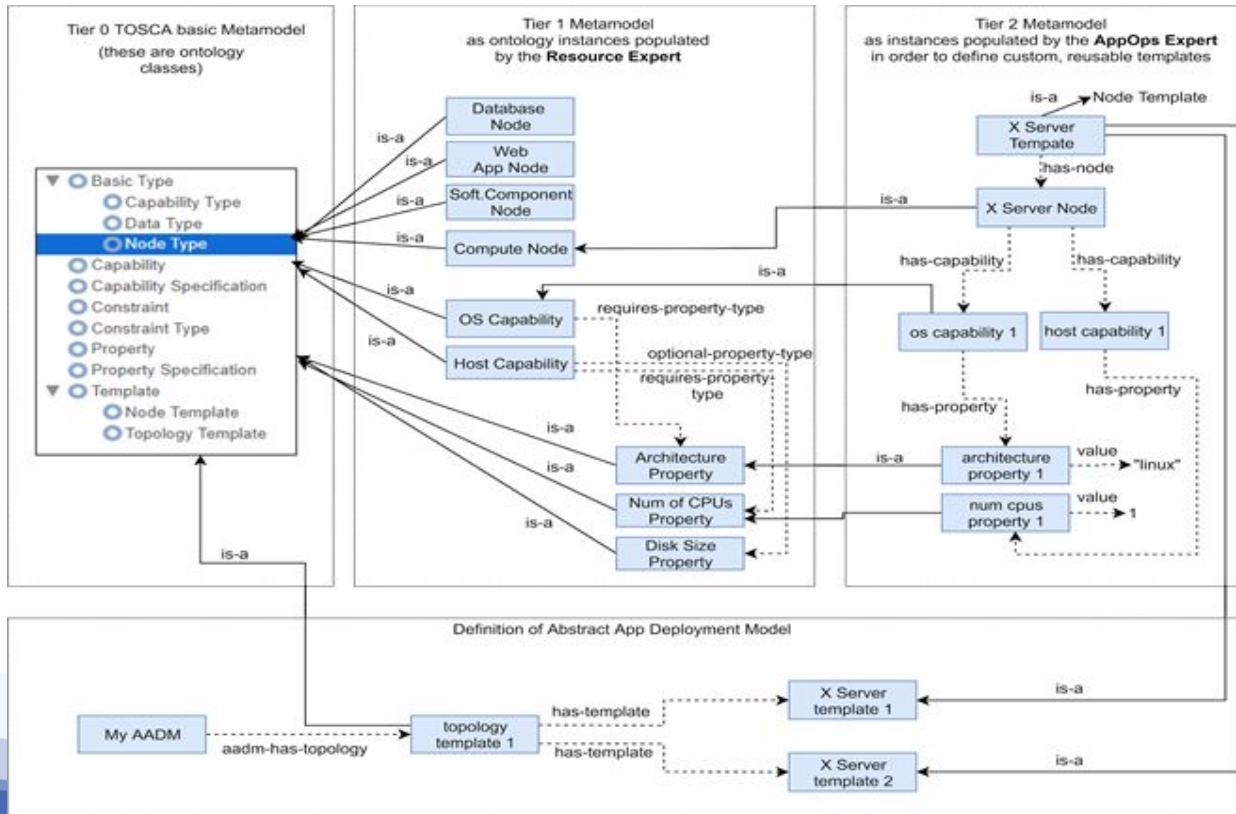 Tier 0 TOSCA basic Metamodel
(these are ontology
classes)
Basic Type
Capability Type
Data Type
Node Type
Capability
Capability Specification
Constraint
Constraint Type
Property
Property Specification
Template
Node Template
Topology Template
is-a
Tier 1 Metamodel
as ontology instances populated
by the Resource Expert
Database
Node
is-a
Web
App Node
is-a
Soft.Component
Node
is-a
Compute Node
is-a
is-a
OS Capability
requires-property-type
is-a
Host Capability
optional-property-type
requires-property-
type
is-a
Architecture
Property
is-a
Num of CPUs
Property
is-a
Disk Size
Property
is-a
Tier 2 Metamodel
as instances populated by the AppOps Expert
in order to define custom, reusable templates
is-a
Node Template
X Server
Tempate
has-node
is-a
X Server Node
has-capability
has-capability
os capability 1
host capability 1
has-property
has-property
is-a
architecture
property 1
value
"linux"
num cpus
property 1
value
1
Definition of Abstract App Deployment Model
My AADM
aadm-has-topology
topology
template 1
has-template
has-template
X Server
template 1
is-a
X Server
template 2
is-a